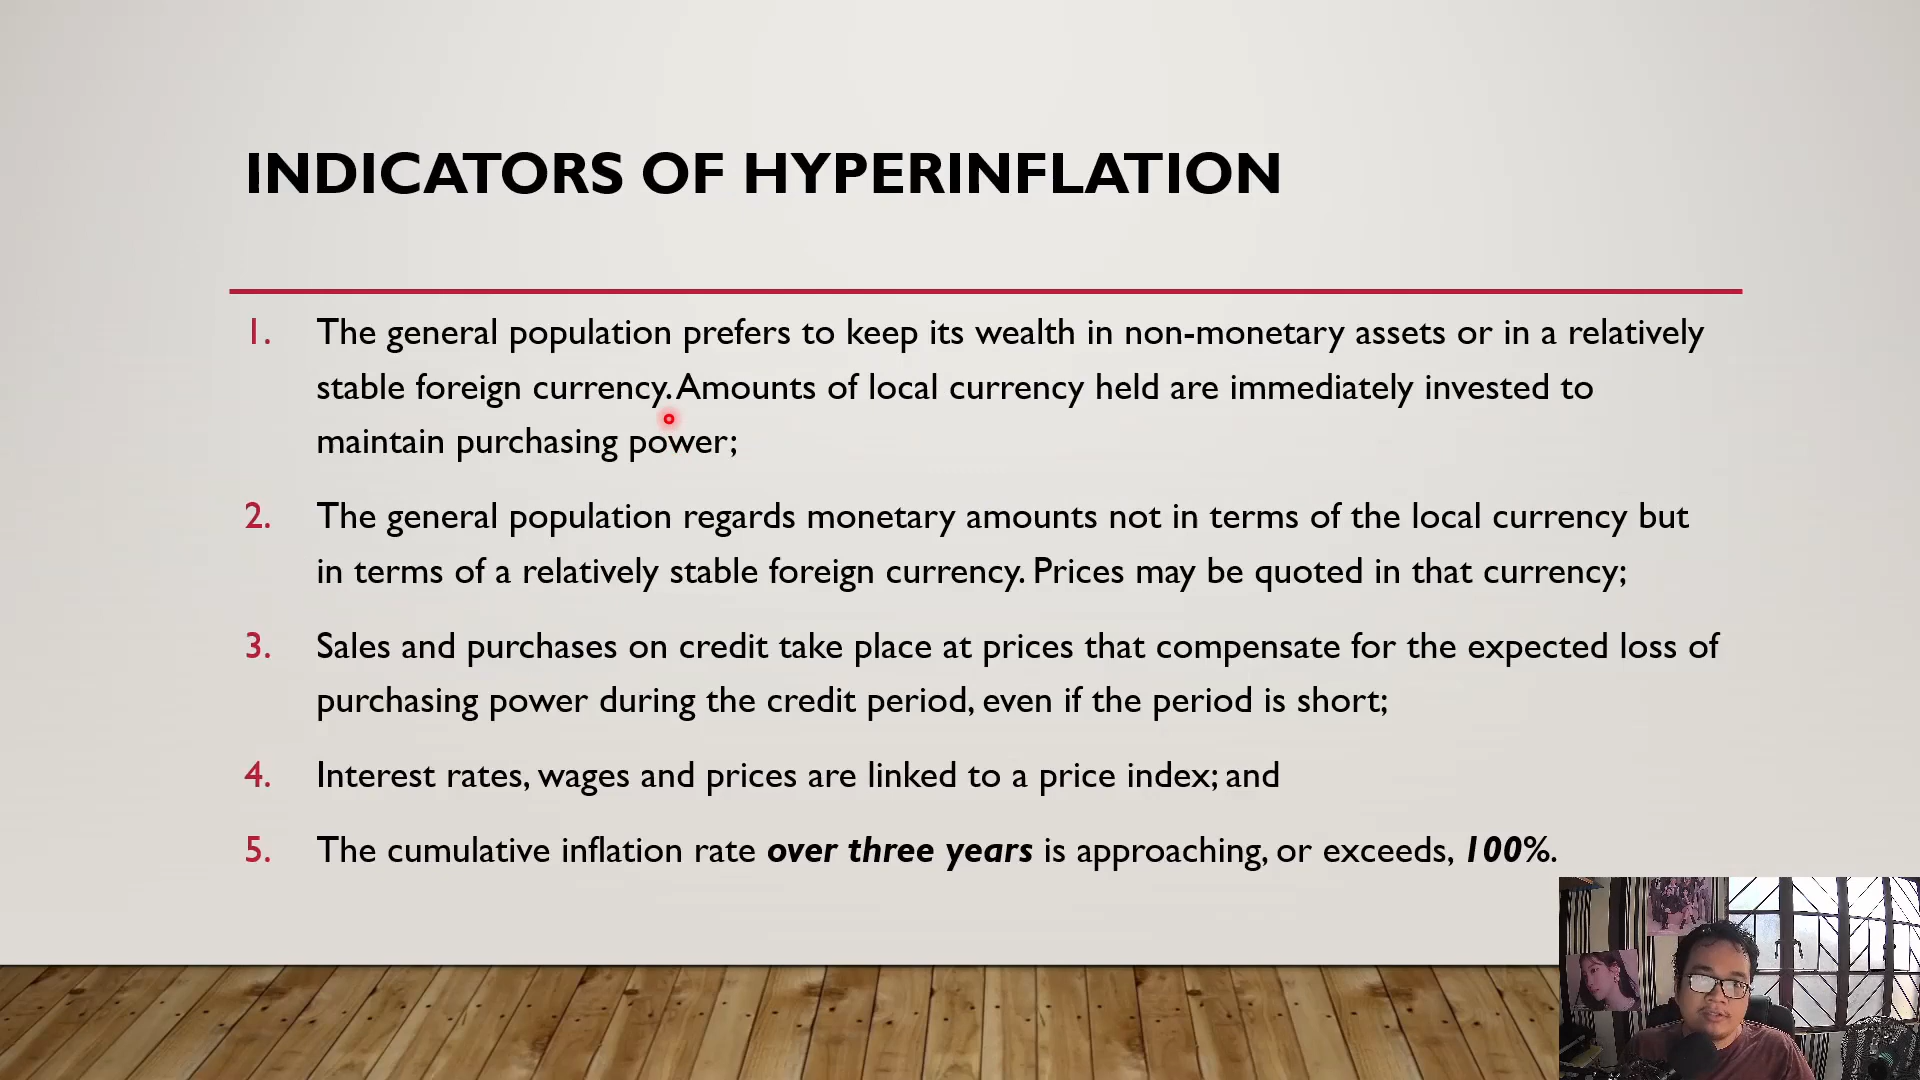 INDICATORS OF HYPERINFLATION
1. The general population prefers to keep its wealth in non-monetary assets or in a relatively
stable foreign currency. Amounts of local currency held are immediately invested to
maintain purchasing power;
2. The general population regards monetary amounts not in terms of the local currency but
in terms of a relatively stable foreign currency. Prices may be quoted in that currency;
3. Sales and purchases on credit take place at prices that compensate for the expected loss of
purchasing power during the credit period, even if the period is short;
4. Interest rates, wages and prices are linked to a price index; and
5. The cumulative inflation rate over three years is approaching, or exceeds, 100%.